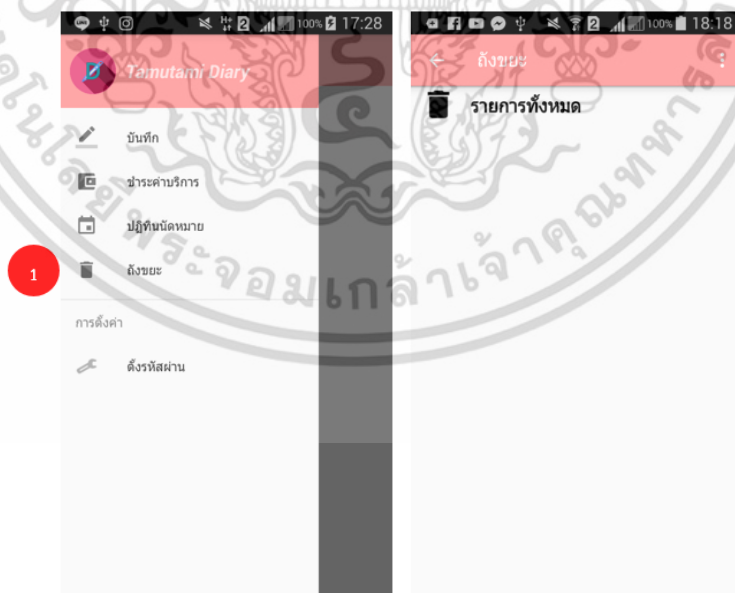 100% 17:28
Tamutami Diary
บันทึก
ชำระค่าบริการ
ปฏิทินนัดหมาย
1
ถังขยะ
การตั้งค่า
ตั้งรหัสผ่าน
2 100% 18:18
ถังขยะ
รายการทั้งหมด
พระจอมเกล้าเจ้าคุณทหาร